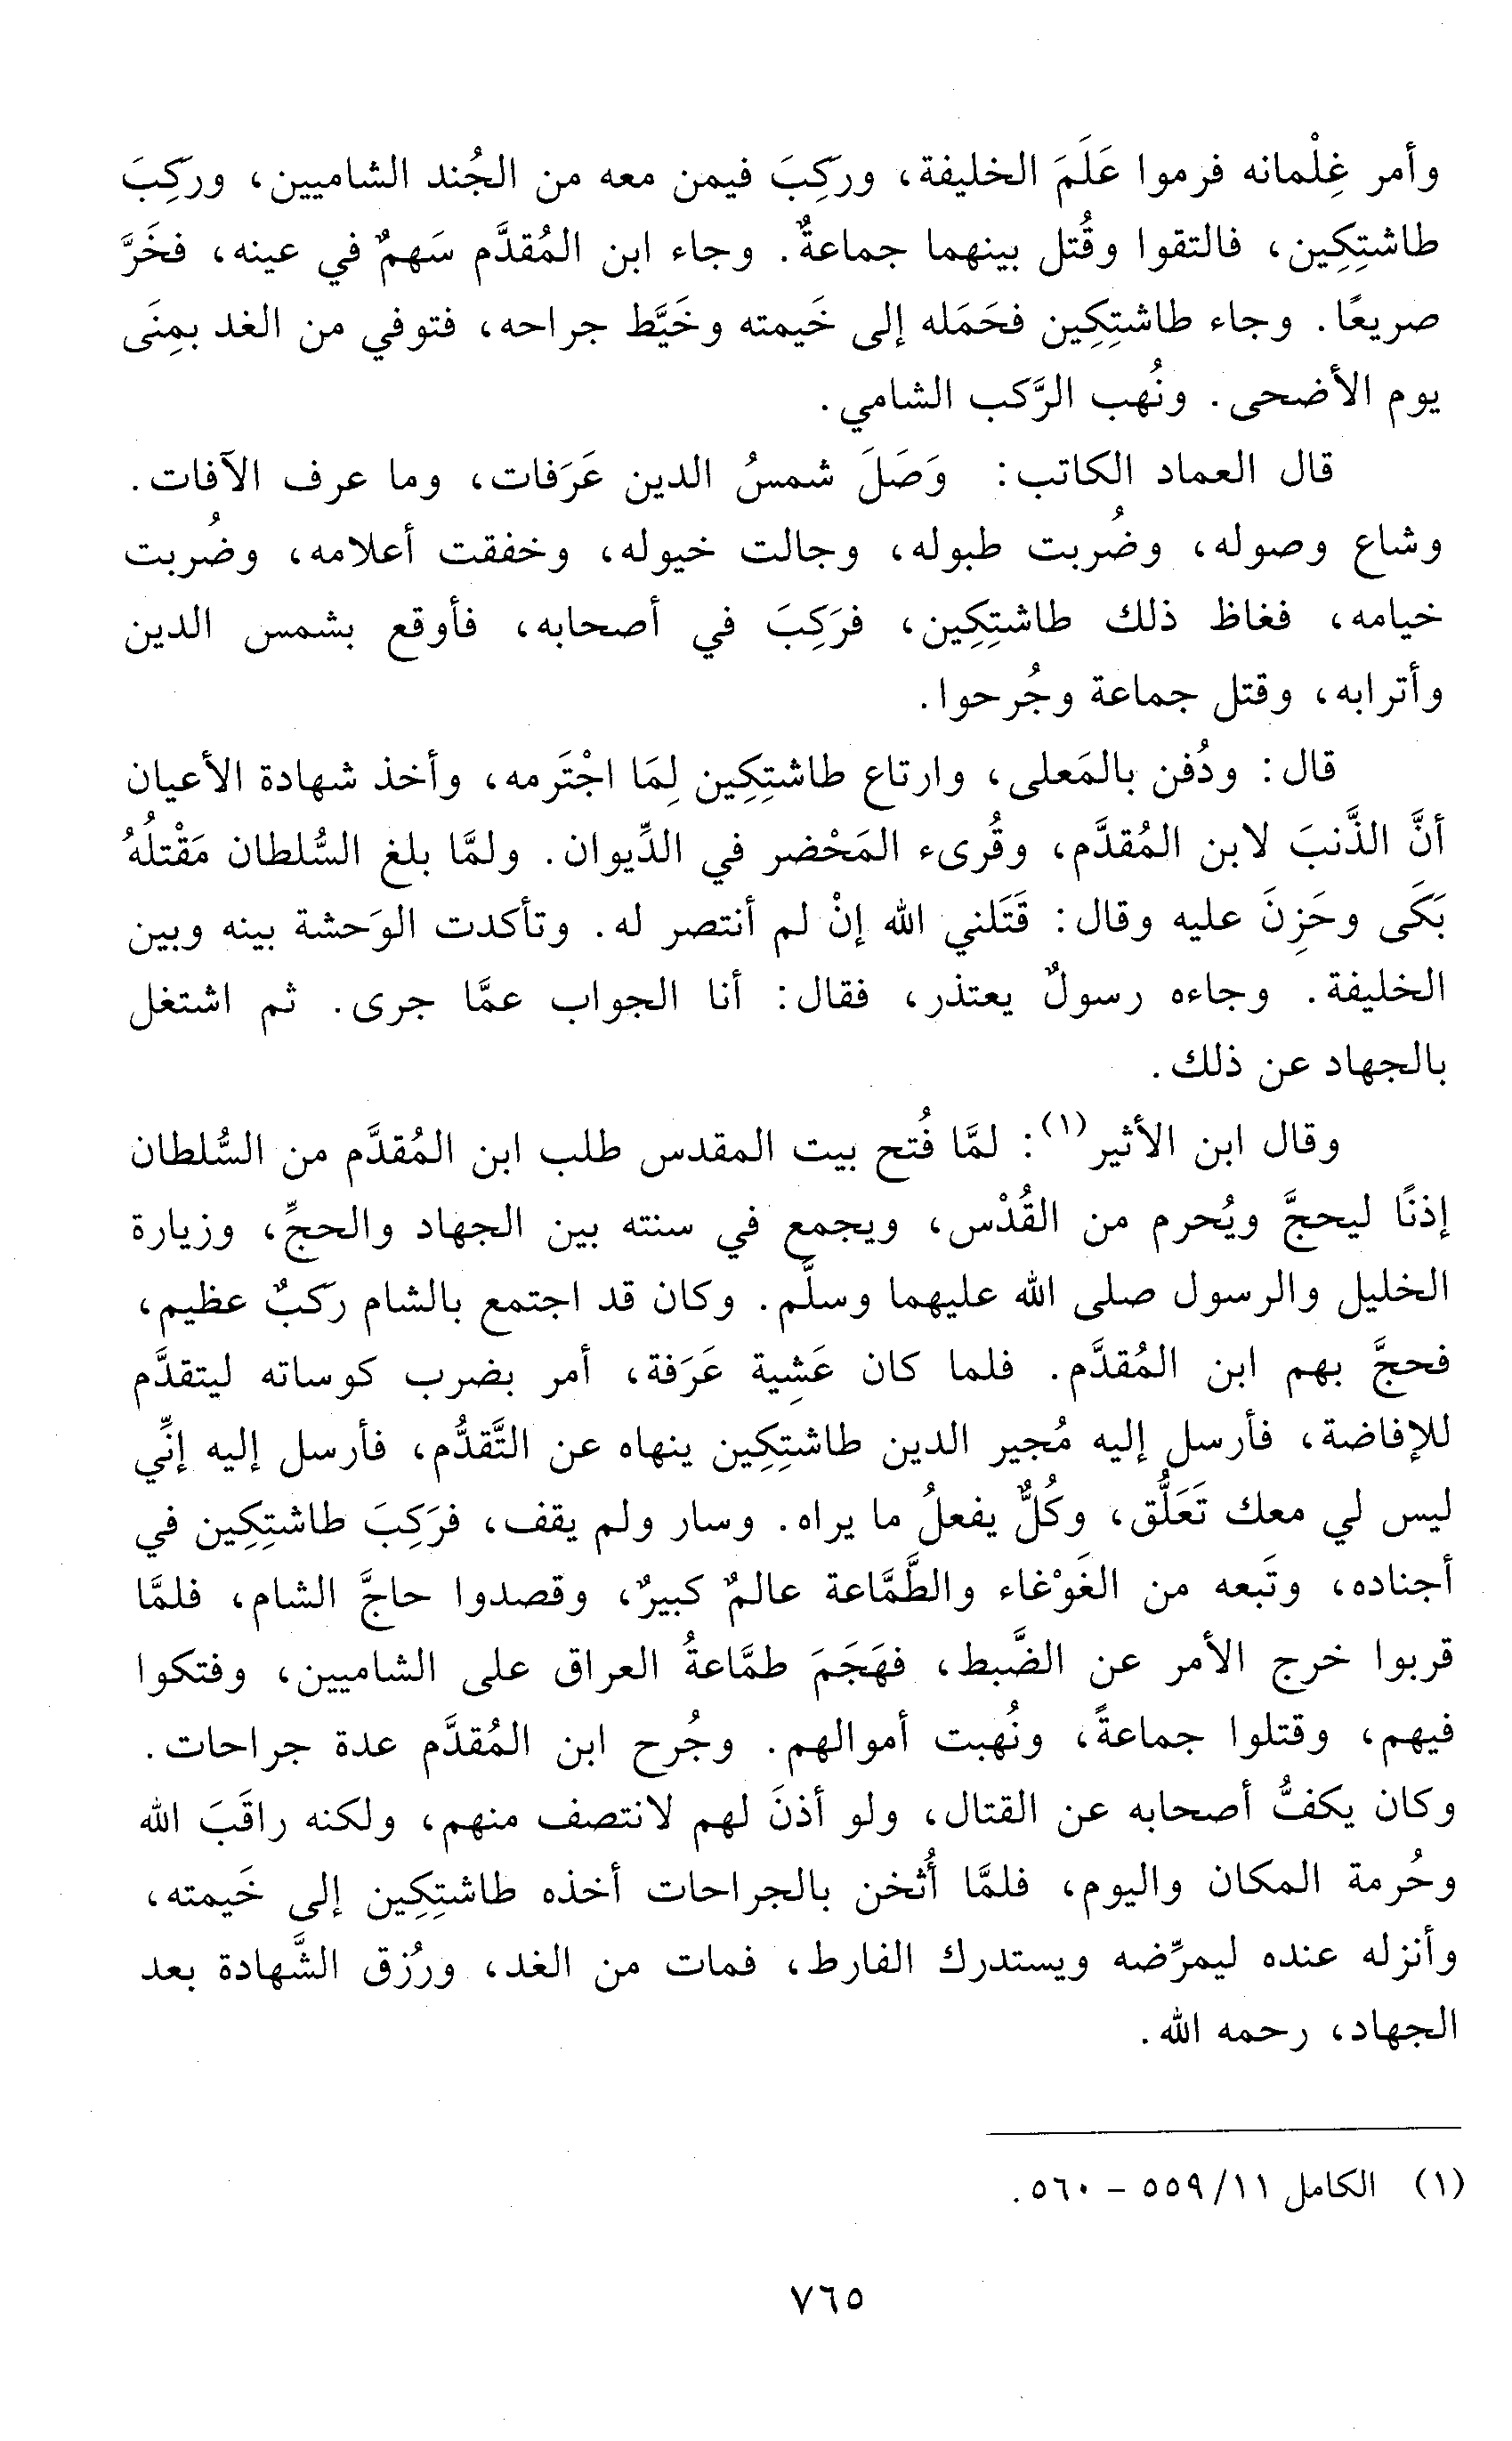 وأمر غِلْمانه فرموا عَلَمَ الخليفة، وركِبَ فيمن معه من الجُند الشاميين، وركِبَ
طاشتِكِين، فالتقوا وقُتل بينهما جماعةٌ. وجاء ابن المُقدَّم سَهمٌ في عينه، فخَرَّ
صريعًا. وجاء طاشتِكِين فحَمَله إلى خَيمته وخَيَّط جراحه، فتوفي من الغد بمِنَى
يوم الأضحى. ونُهب الرَّكب الشامي.
قال العماد الكاتب: وَصَلَ شمسُ الدين عَرَفات، وما عرف الآفات.
وشاع وصوله، وضُربت طبوله، وجالت خيوله، وخفقت أعلامه، وضُربت
خيامه، فغاظ ذلك طاشتِكِين، فرَكِبَ في أصحابه، فأوقع بشمس الدين
وأترابه، وقتل جماعة وجُرحوا.
قال: ودُفن بالمَعلى، وارتاع طاشتِكِين لِمَا اجْتَرمه، وأخذ شهادة الأعيان
أنَّ الذَّنبَ لابن المُقدَّم، وقُرىء المَحْضر في الدِّيوان. ولمَّا بلغ السُّلطان مَقْتلُهُ
بَكَى وحَزِنَ عليه وقال: قَتَلني الله إنْ لم أنتصر له. وتأكدت الوَحشة بينه وبين
الخليفة. وجاءه رسولٌ يعتذر، فقال: أنا الجواب عمَّا جرى. ثم اشتغل
بالجهاد عن ذلك.
وقال ابن الأثير(١): لمَّا فُتح بيت المقدس طلب ابن المُقدَّم من السُّلطان
إذنًا ليحجَّ ويُحرم من القُدْس، ويجمع في سنته بين الجهاد والحجِّ، وزيارة
الخليل والرسول صلى الله عليهما وسلَّم. وكان قد اجتمع بالشام ركبٌ عظيم،
فحجَّ بهم ابن المُقدَّم. فلما كان عَشِية عَرَفة، أمر بضرب كوساته ليتقدَّم
للإفاضة، فأرسل إليه مُجير الدين طاشتِكِين ينهاه عن التَّقدُّم، فأرسل إليه إنِّي
ليس لي معك تَعَلُّق، وكُلٌّ يفعلُ ما يراه. وسار ولم يقف، فرَكِبَ طاشتِكِين في
أجناده، وتَبعه من الغَوْغاء والطَّمَّاعة عالمٌ كبيرٌ، وقصدوا حاجَّ الشام، فلمَّا
قربوا خرج الأمر عن الضَّبط، فهَجَمَ طمَّاعةُ العراق على الشاميين، وفتكوا
فيهم، وقتلوا جماعةً، ونُهبت أموالهم. وجُرح ابن المُقدَّم عدة جراحات.
وكان يكفُّ أصحابه عن القتال، ولو أذنَ لهم لانتصف منهم، ولكنه راقَبَ الله
وحُرمة المكان واليوم، فلمَّا أُثخن بالجراحات أخذه طاشتِكِين إلى خَيمته،
وأنزله عنده ليمرِّضه ويستدرك الفارط، فمات من الغد، ورُزق الشَّهادة بعد
الجهاد، رحمه الله.
(١) الكامل ١١/ ٥٥٩ - ٥٦٠.
٧٦٥